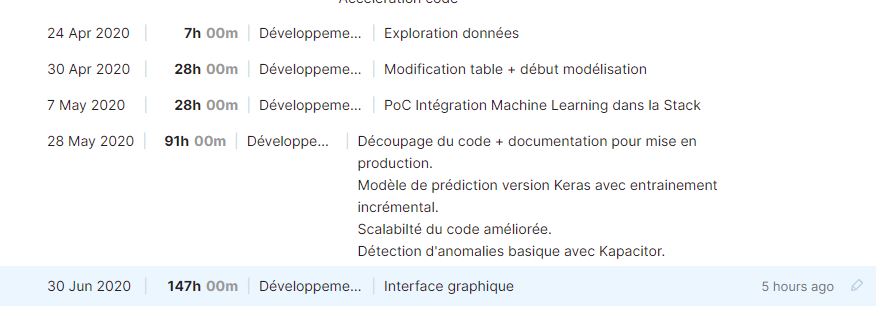 Accélération code
24 Apr 2020 7h 00m Développeme... Exploration données
30 Apr 2020 28h 00m Développeme... Modification table + début modélisation
7 May 2020 28h 00m Développeme... PoC Intégration Machine Learning dans la Stack
28 May 2020 91h 00m Développe... Découpage du code + documentation pour mise en
production.
Modèle de prédiction version Keras avec entrainement
incrémental.
Scalabilté du code améliorée.
Détection d'anomalies basique avec Kapacitor.
30 Jun 2020 147h 00m Développeme... Interface graphique 5 hours ago